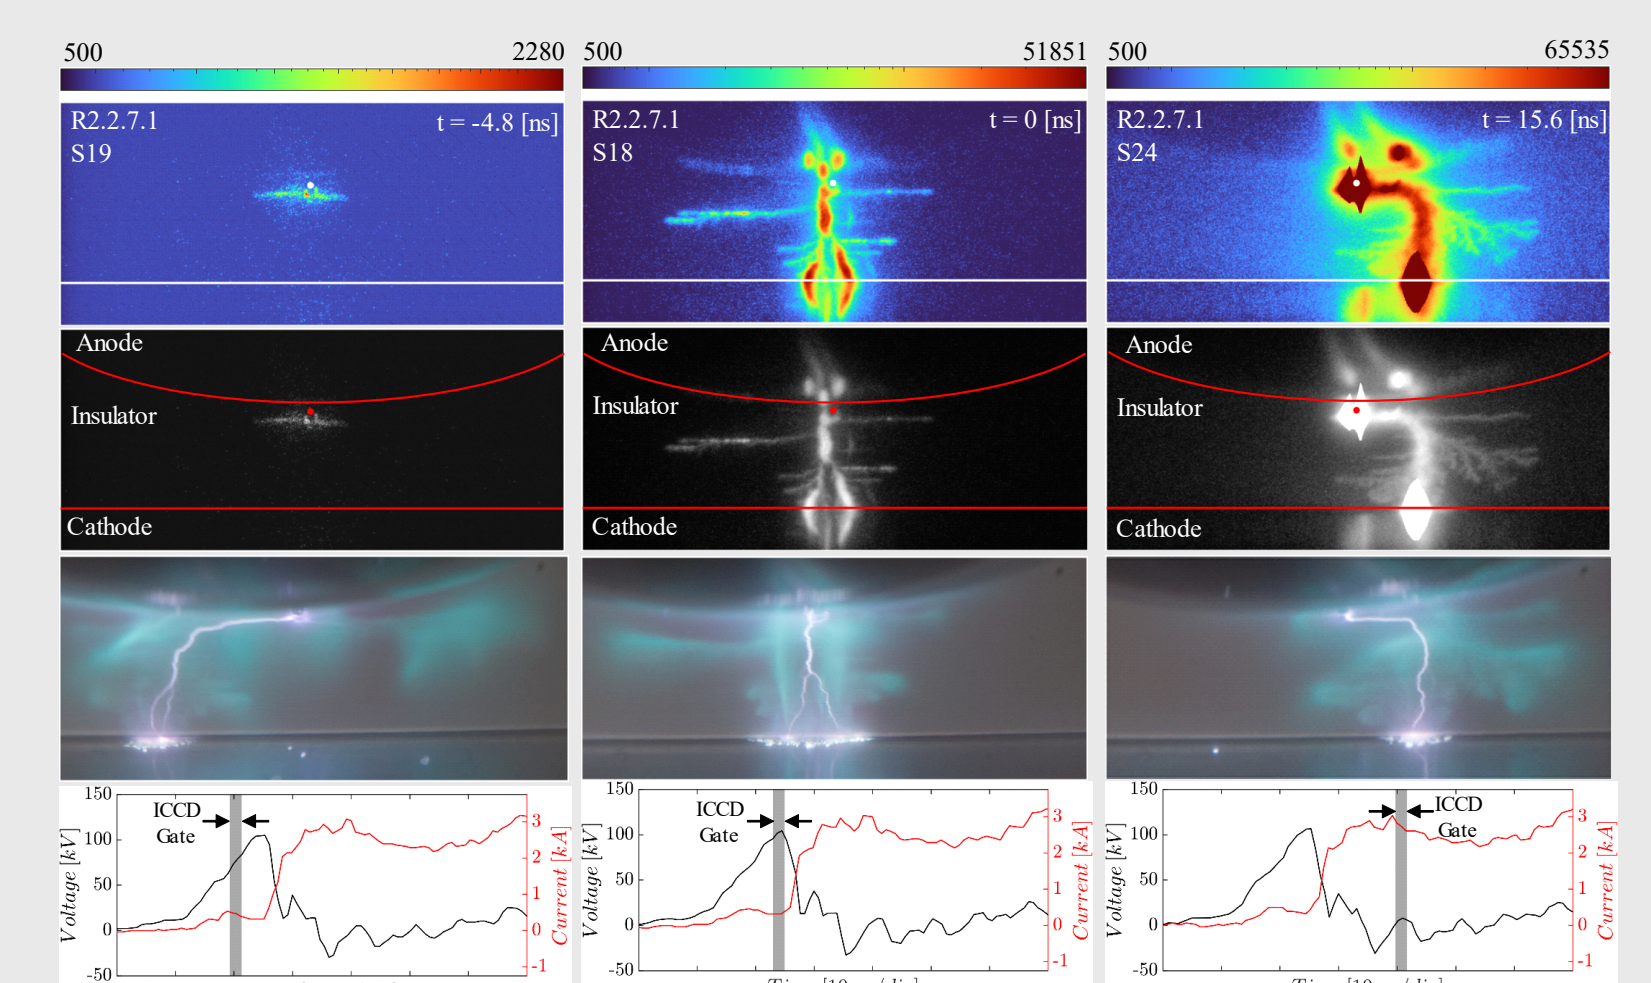 500 2280
500 51851
500 65535
R2.2.7.1 t = -4.8 [ns]
S19
R2.2.7.1 t = 0 [ns]
S18
R2.2.7.1 t = 15.6 [ns]
S24
Anode
Insulator
Cathode
Anode
Insulator
Cathode
Anode
Insulator
Cathode
150
100
50
0
-50
Voltage [kV]
ICCD
Gate
3
2
1
0
-1
Current [kA]
150
100
50
0
-50
Voltage [kV]
ICCD
Gate
3
2
1
0
-1
Current [kA]
150
100
50
0
-50
Voltage [kV]
ICCD
Gate
3
2
1
0
-1
Current [kA]